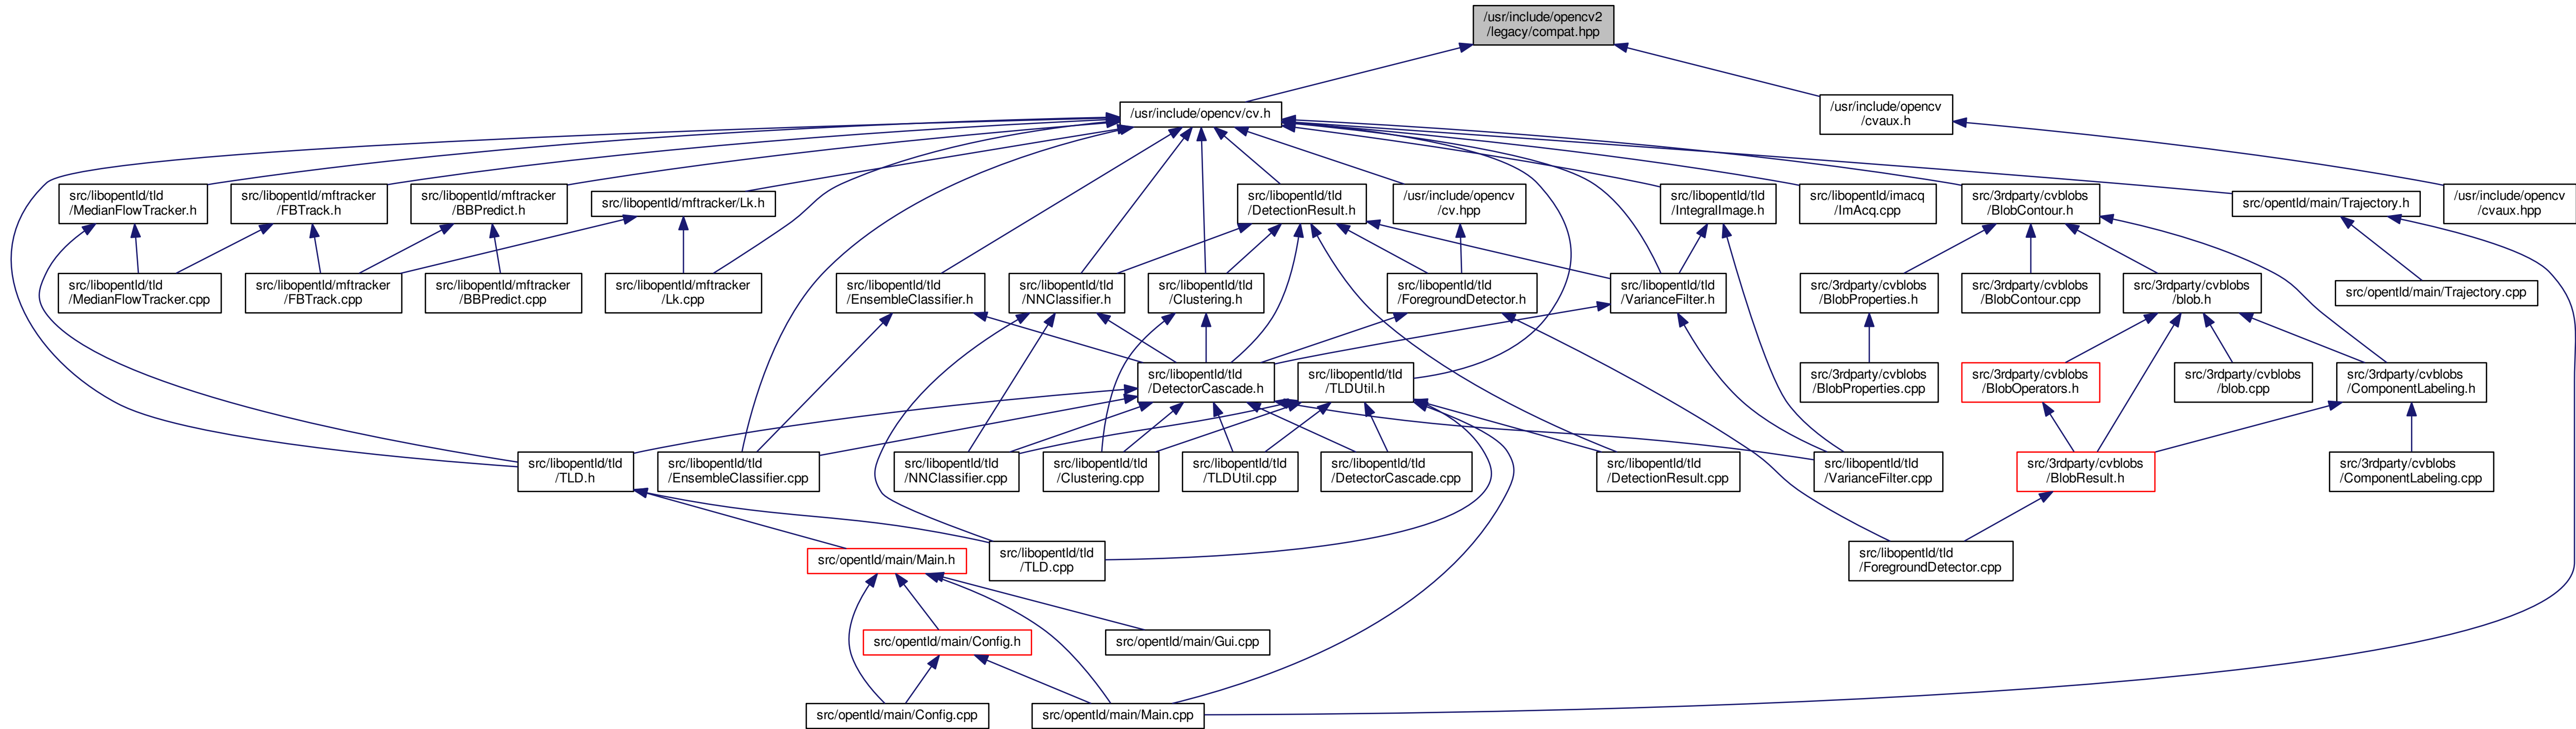 /usr/include/opencv2
/legacy/compat.hpp
/usr/include/opencv/cv.h
/usr/include/opencv
/cvaux.h
src/libopentld/tld
/MedianFlowTracker.h
src/libopentld/mftracker
/FBTrack.h
src/libopentld/mftracker
/BBPredict.h
src/libopentld/mftracker/Lk.h
src/libopentld/tld
/DetectionResult.h
/usr/include/opencv
/cv.hpp
src/libopentld/tld
/IntegralImage.h
src/libopentld/imacq
/ImAcq.cpp
src/3rdparty/cvblobs
/BlobContour.h
src/opentld/main/Trajectory.h
/usr/include/opencv
/cvaux.hpp
src/libopentld/tld
/MedianFlowTracker.cpp
src/libopentld/mftracker
/FBTrack.cpp
src/libopentld/mftracker
/BBPredict.cpp
src/libopentld/mftracker
/Lk.cpp
src/libopentld/tld
/EnsembleClassifier.h
src/libopentld/tld
/NNClassifier.h
src/libopentld/tld
/Clustering.h
src/libopentld/tld
/ForegroundDetector.h
src/libopentld/tld
/VarianceFilter.h
src/3rdparty/cvblobs
/BlobProperties.h
src/3rdparty/cvblobs
/BlobContour.cpp
src/3rdparty/cvblobs
/blob.h
src/opentld/main/Trajectory.cpp
src/libopentld/tld
/DetectorCascade.h
src/libopentld/tld
/TLDUtil.h
src/3rdparty/cvblobs
/BlobProperties.cpp
src/3rdparty/cvblobs
/BlobOperators.h
src/3rdparty/cvblobs
/blob.cpp
src/3rdparty/cvblobs
/ComponentLabeling.h
src/libopentld/tld
/TLD.h
src/libopentld/tld
/EnsembleClassifier.cpp
src/libopentld/tld
/NNClassifier.cpp
src/libopentld/tld
/Clustering.cpp
src/libopentld/tld
/TLDUtil.cpp
src/libopentld/tld
/DetectorCascade.cpp
src/libopentld/tld
/DetectionResult.cpp
src/libopentld/tld
/VarianceFilter.cpp
src/3rdparty/cvblobs
/BlobResult.h
src/3rdparty/cvblobs
/ComponentLabeling.cpp
src/opentld/main/Main.h
src/libopentld/tld
/TLD.cpp
src/libopentld/tld
/ForegroundDetector.cpp
src/opentld/main/Config.h
src/opentld/main/Gui.cpp
src/opentld/main/Config.cpp
src/opentld/main/Main.cpp